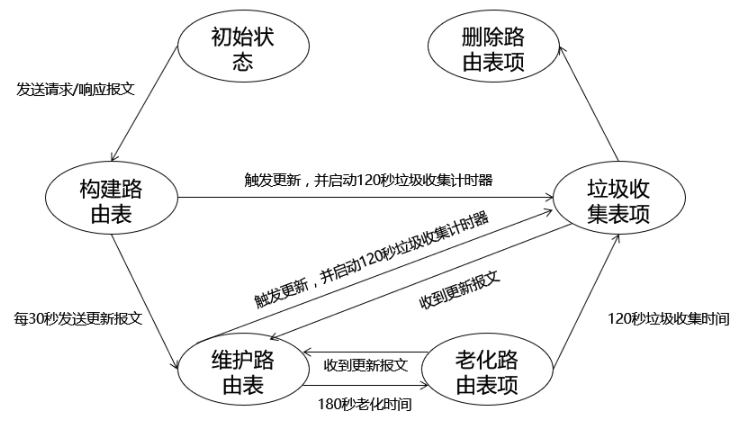 初始状
态
删除路
由表项
发送请求/响应报文
构建路
由表
触发更新，并启动120秒垃圾收集计时器
垃圾收
集表项
触发更新，并启动120秒垃圾收集计时器
收到更新报文
每30秒发送更新报文
120秒垃圾收集时间
维护路
由表
收到更新报文
老化路
由表项
180秒老化时间